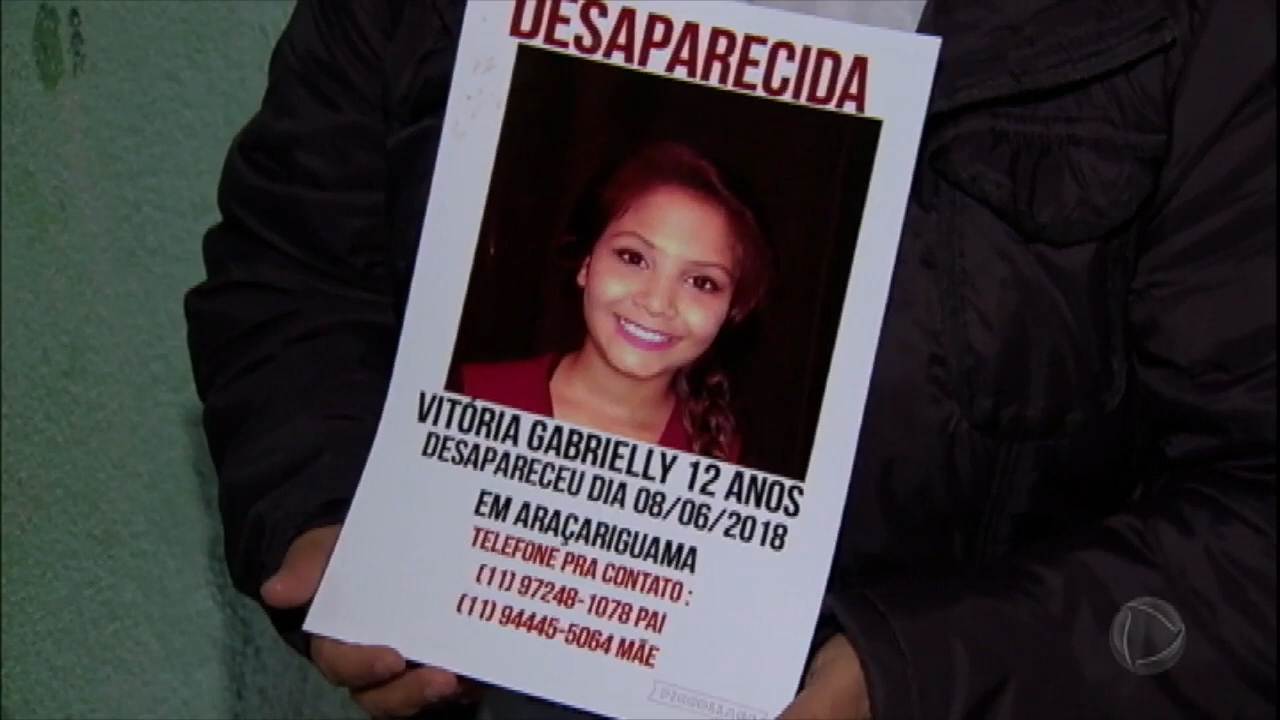 DESAPARECIDA
VITÓRIA GABRIELLY 12 ANOS
DESAPARECEU DIA 08/06/2018
EM ARAÇARIGUAMA
TELEFONE PRA CONTATO :
(11) 97248-1078 PAI
(11) 94445-5064 MÃE